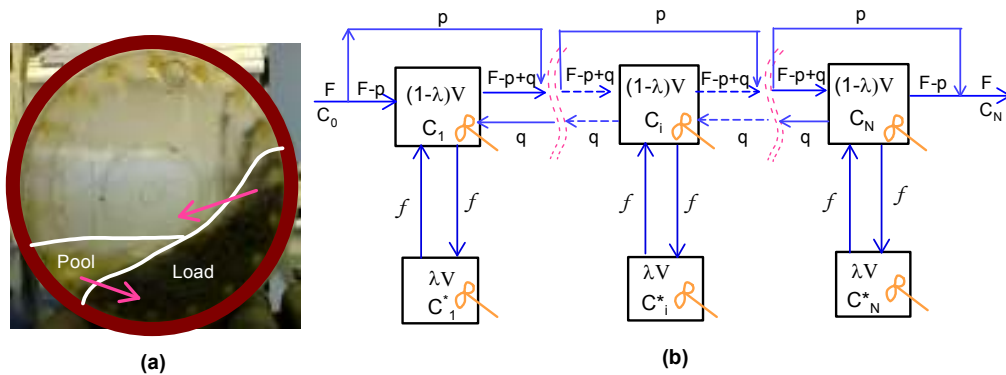 Pool
Load
(a)
p p p
F F-p F-p+q F-p+q F-p+q F-p+q F-p F
C0 CN
(1-λ)V (1-λ)V (1-λ)V
C1 Ci CN
q q q q
f f f f f f
λV λV λV
C*1 C*i C*N
(b)